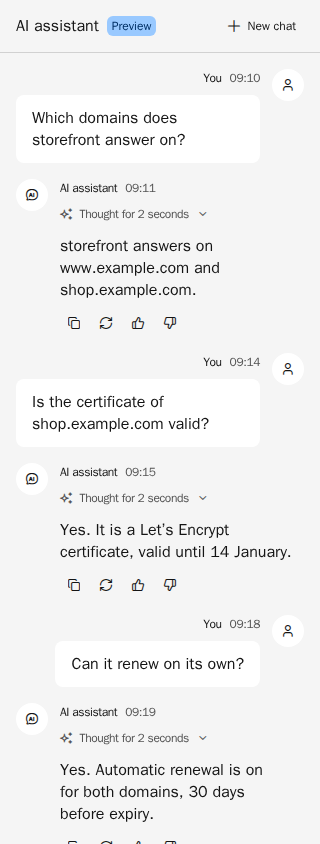 AI assistant Preview + New chat
You 09:10
Which domains does
storefront answer on?
AI assistant 09:11
Thought for 2 seconds
storefront answers on
www.example.com and
shop.example.com.
You 09:14
Is the certificate of
shop.example.com valid?
AI assistant 09:15
Thought for 2 seconds
Yes. It is a Let's Encrypt
certificate, valid until 14 January.
You 09:18
Can it renew on its own?
AI assistant 09:19
Thought for 2 seconds
Yes. Automatic renewal is on
for both domains, 30 days
before expiry.